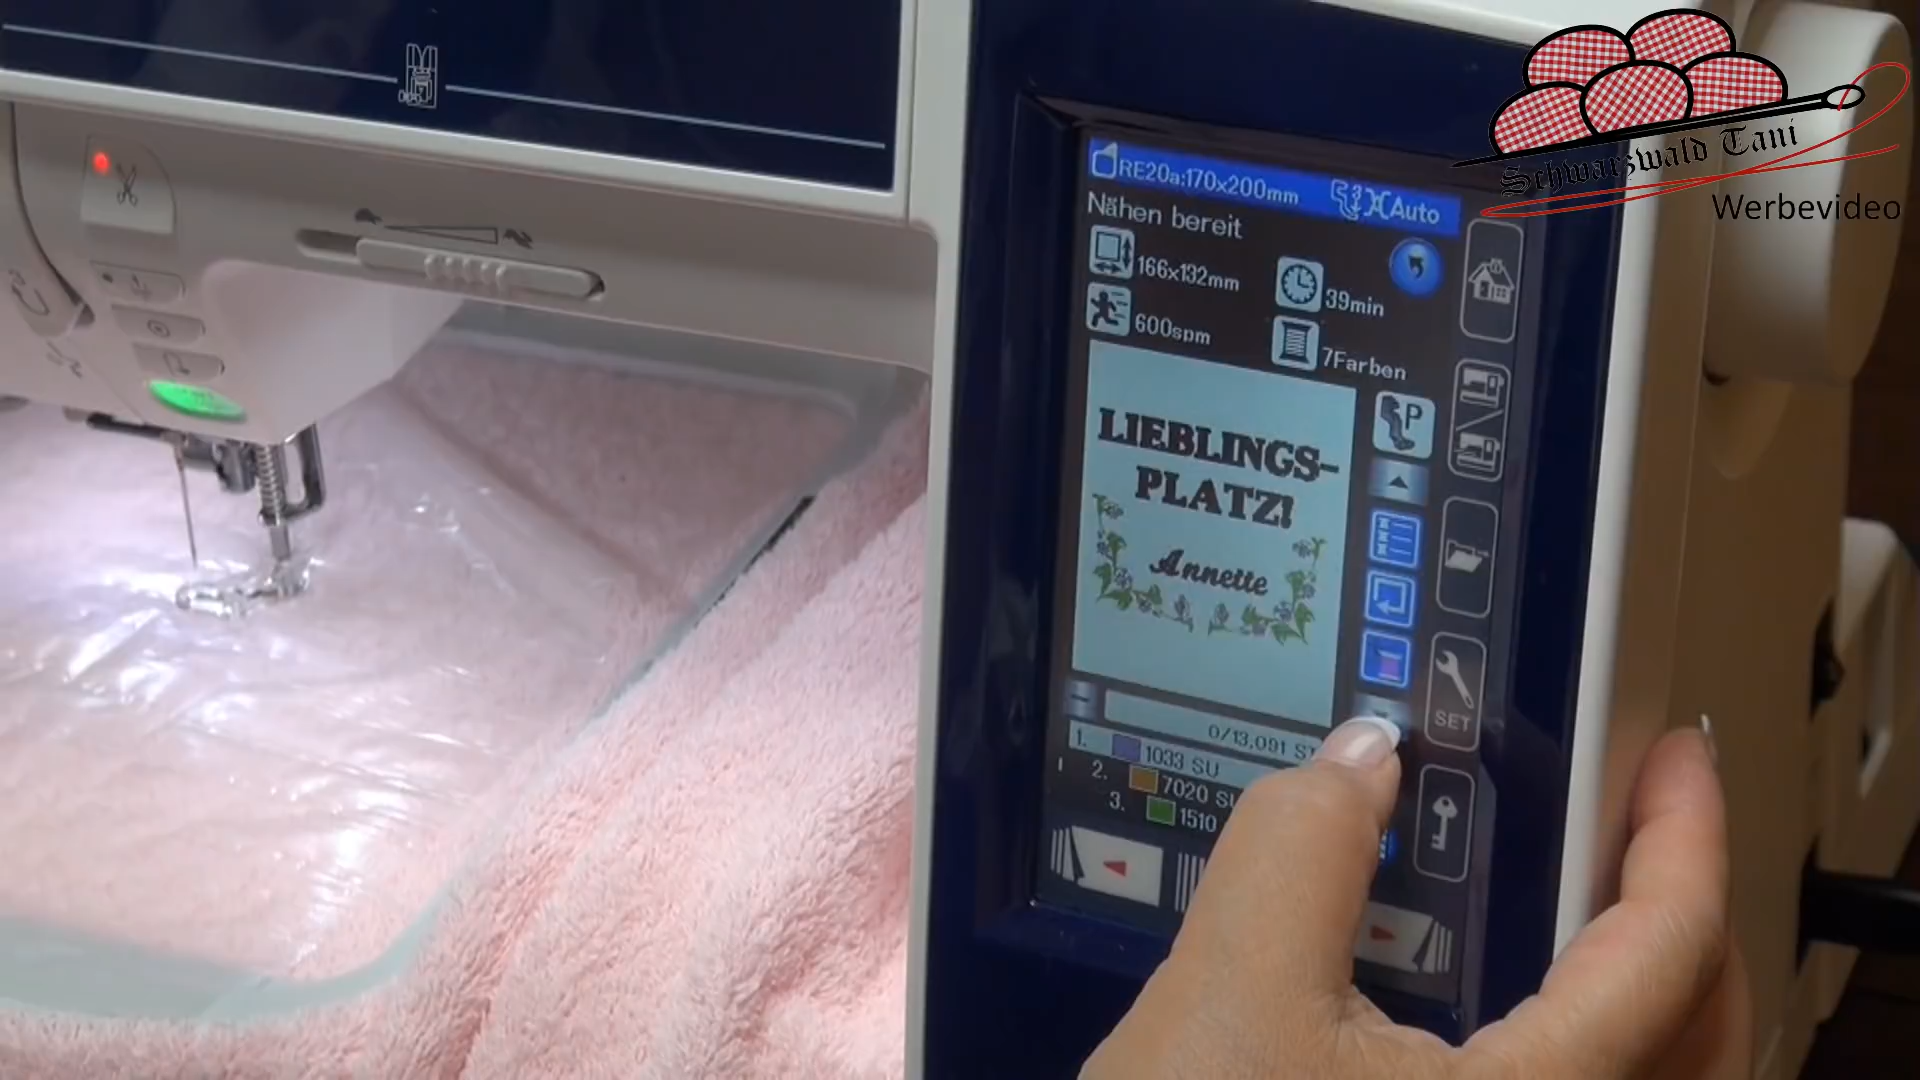 Schwarzwald Tani
Werbevideo
RE20a:170x200mm
Auto
Nähen bereit
166x132mm
39min
600spm
7Farben
P
LIEBLINGS-
PLATZ!
Annette
SET
0/13,091 ST
1. 1033 SU
2. 7020 SU
3. 1510